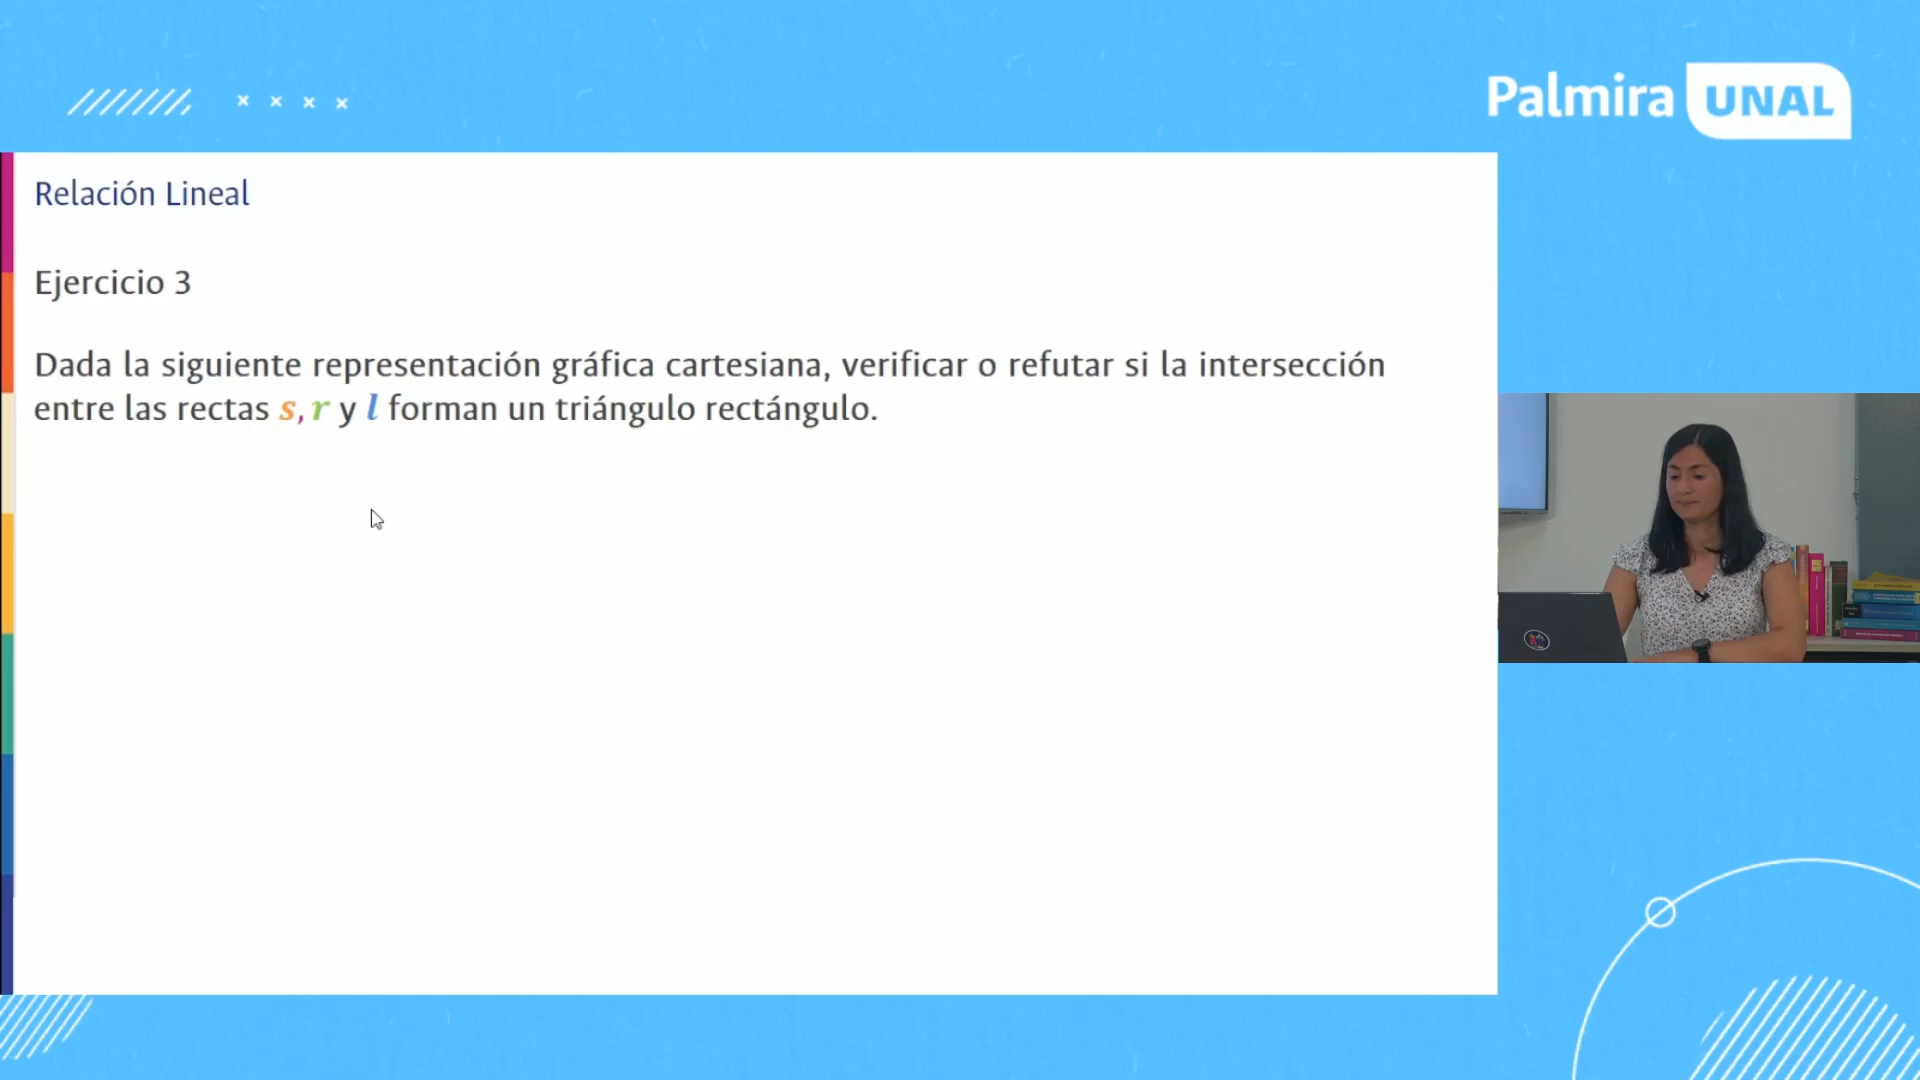 Palmira UNAL
Relación Lineal
Ejercicio 3
Dada la siguiente representación gráfica cartesiana, verificar o refutar si la intersección
entre las rectas s, r y l forman un triángulo rectángulo.